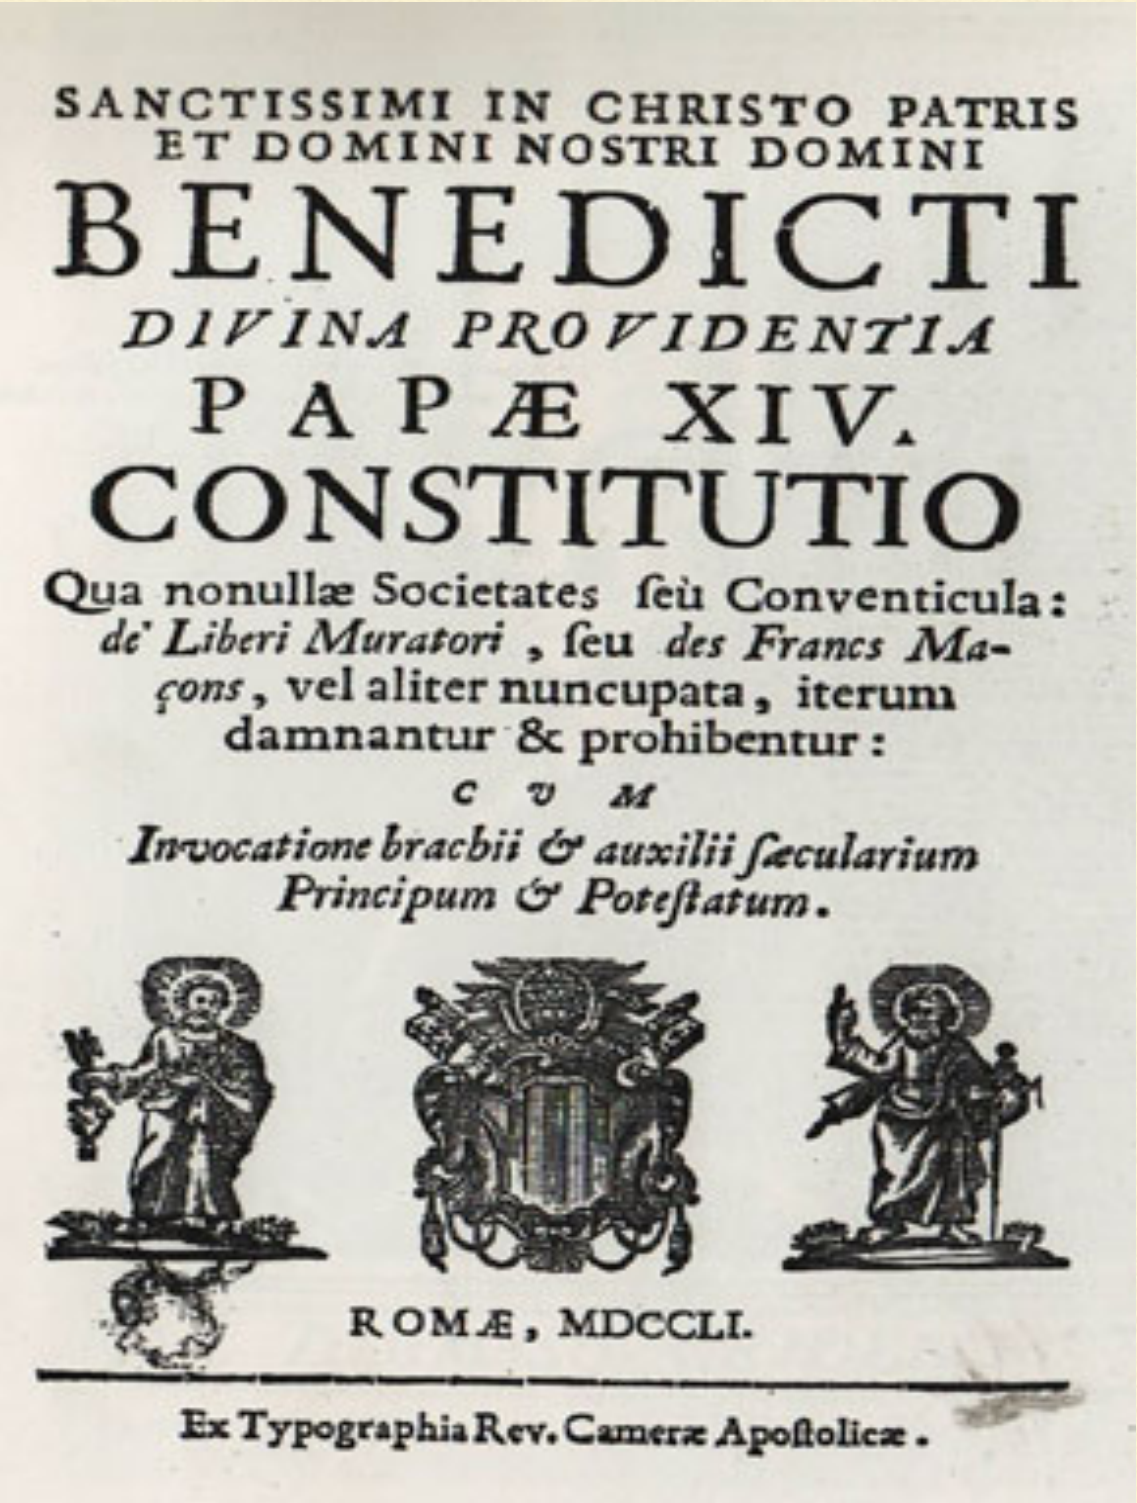 SANCTISSIMI IN CHRISTO PATRIS
ET DOMINI NOSTRI DOMINI
BENEDICTI
DIVINA PROVIDENTIA
PAPÆ XIV.
CONSTITUTIO
Qua nonullæ Societates ſeù Conventicula:
de' Liberi Muratori, ſeu des Francs Ma-
çons, vel aliter nuncupata, iterum
damnantur & prohibentur:
CVM
Invocatione brachii & auxilii ſæcularium
Principum & Poteſtatum.
ROMÆ, MDCCLI.
Ex Typographia Rev. Cameræ Apoſtolicæ.